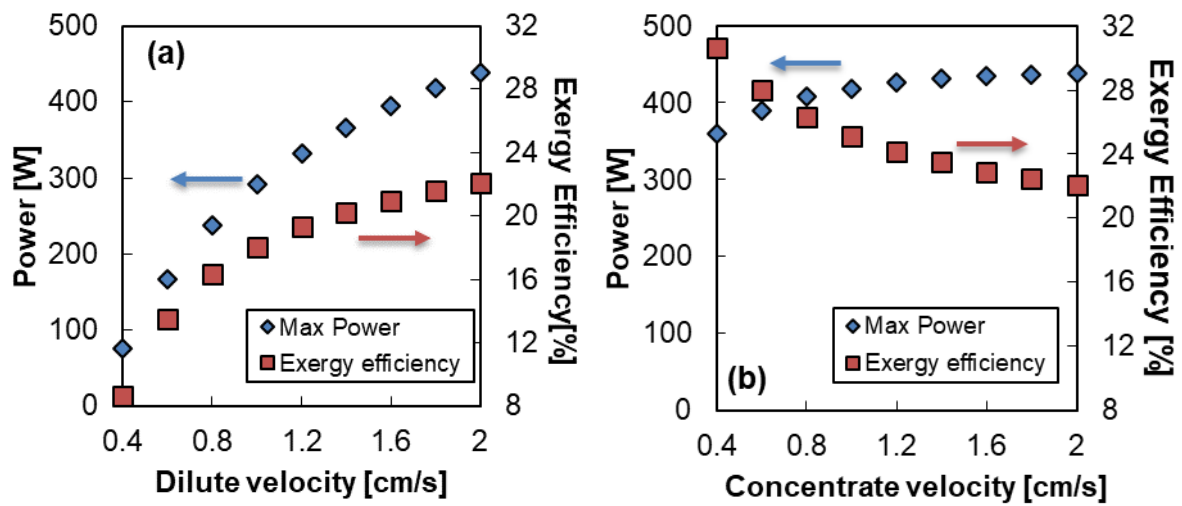 (a)
500
400
300
200
100
0
Power [W]
32
28
24
20
16
12
8
Exergy Efficiency[%]
Max Power
Exergy efficiency
0.4 0.8 1.2 1.6 2
Dilute velocity [cm/s]
(b)
500
400
300
200
100
0
Power [W]
32
28
24
20
16
12
8
Exergy Efficiency [%]
Max Power
Exergy efficiency
0.4 0.8 1.2 1.6 2
Concentrate velocity [cm/s]